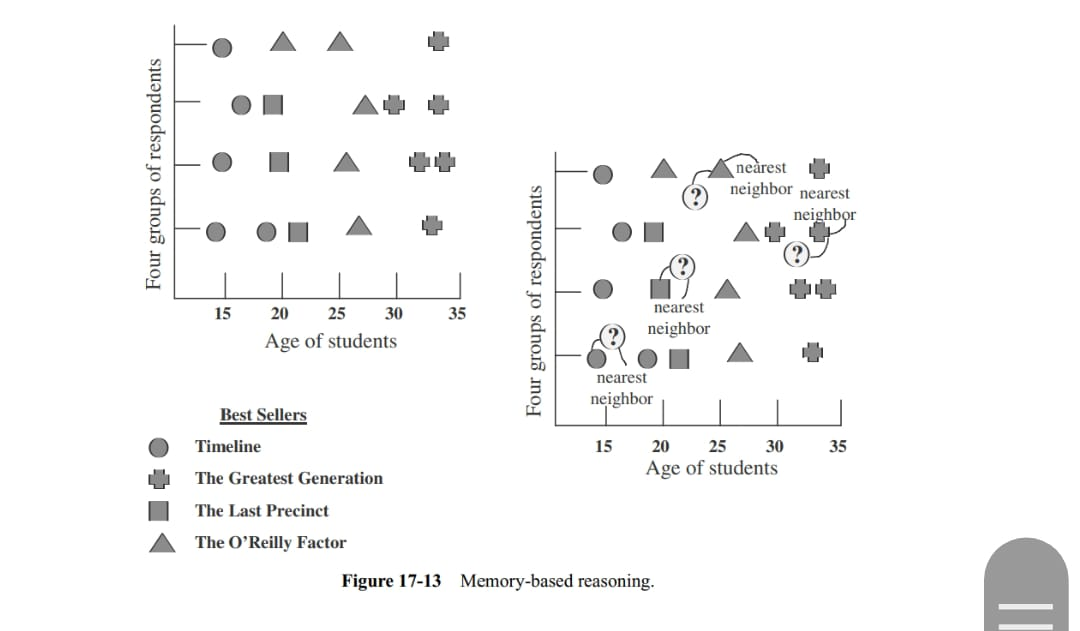 Four groups of respondents
15 20 25 30 35
Age of students
Best Sellers
Timeline
The Greatest Generation
The Last Precinct
The O'Reilly Factor
Four groups of respondents
nearest
neighbor
?
nearest
neighbor
?
?
nearest
neighbor
?
nearest
neighbor
15 20 25 30 35
Age of students
Figure 17-13 Memory-based reasoning.